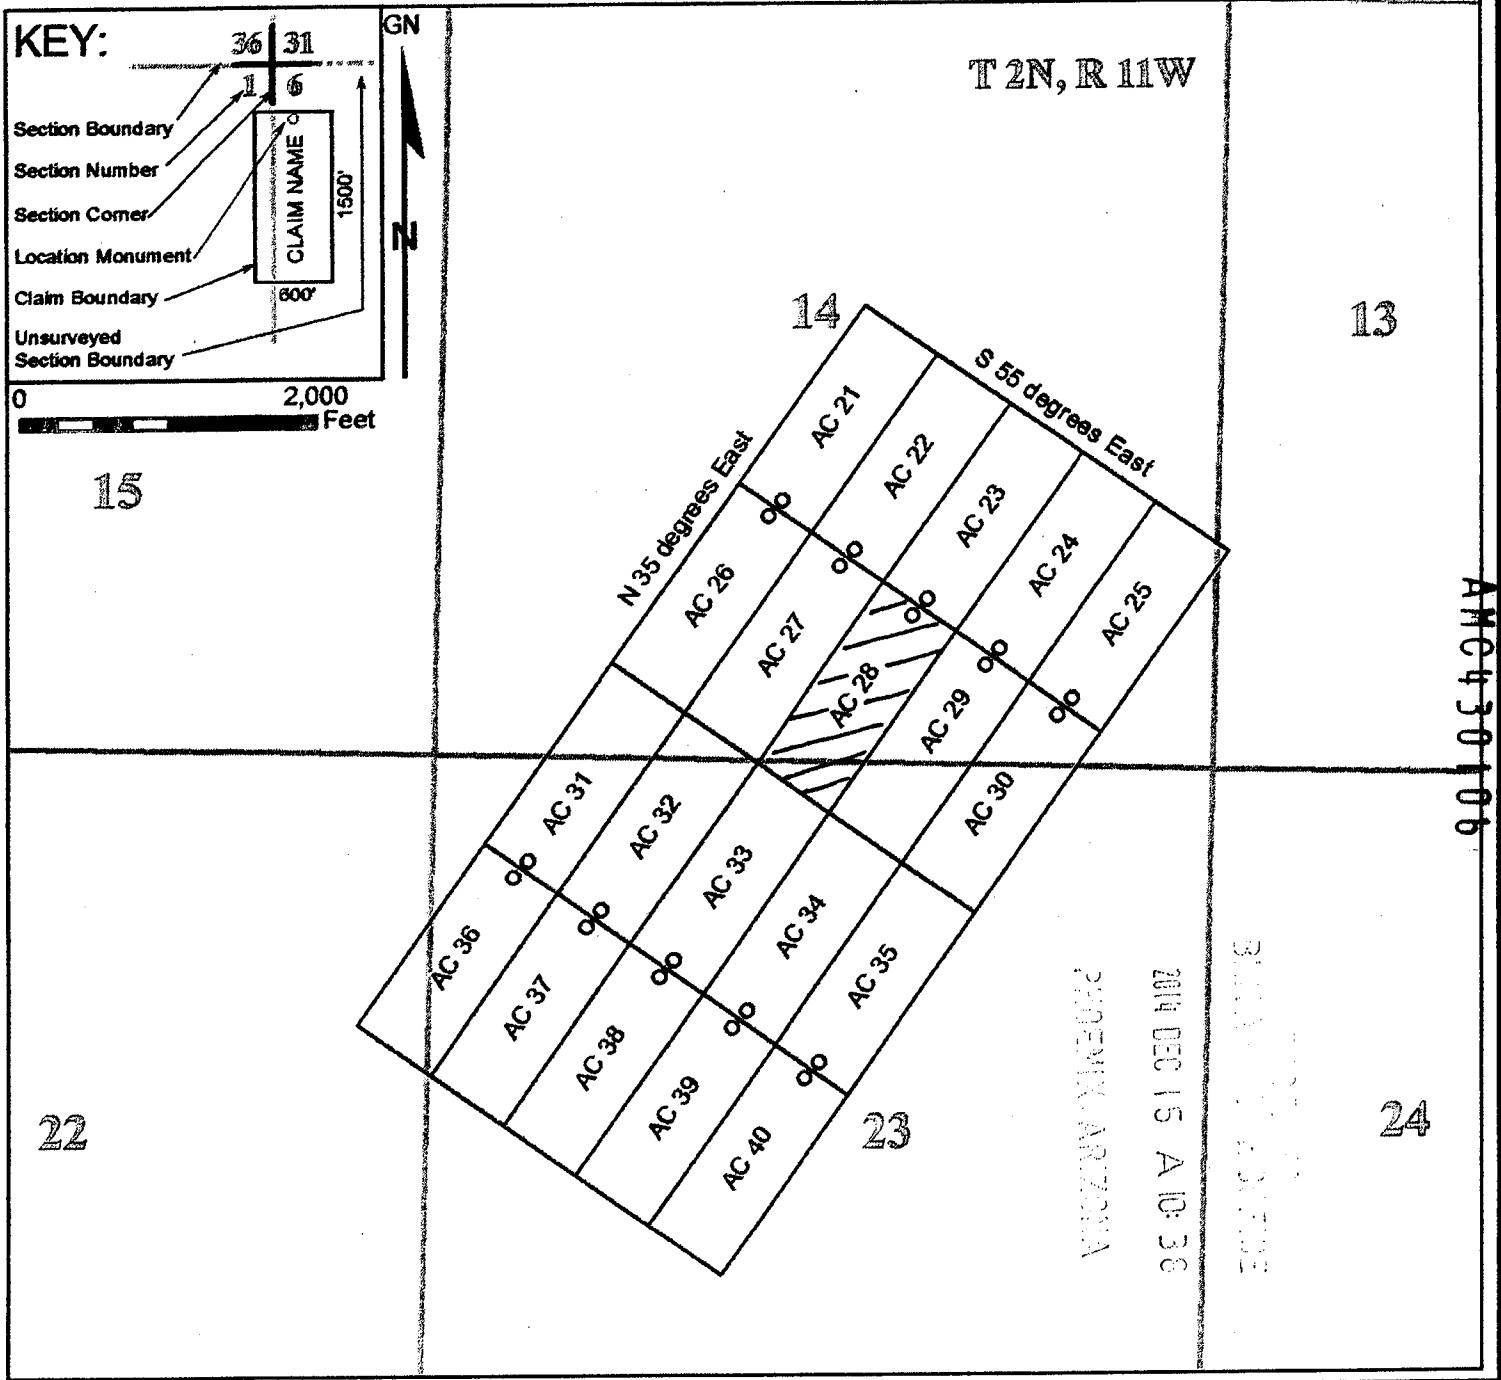 KEY:
36 31
1 6
Section Boundary
Section Number
Section Corner
Location Monument
Claim Boundary
Unsurveyed
Section Boundary
CLAIM NAME
1500'
600'
GN
N
0 2,000
Feet
T 2N, R 11W
14
13
15
22
23
24
S 55 degrees East
N 35 degrees East
AC 21
AC 22
AC 23
AC 24
AC 25
AC 26
AC 27
AC 28
AC 29
AC 30
AC 31
AC 32
AC 33
AC 34
AC 35
AC 36
AC 37
AC 38
AC 39
AC 40
AMC430106
2014 DEC 15 A 10:38
PHOENIX ARIZONA